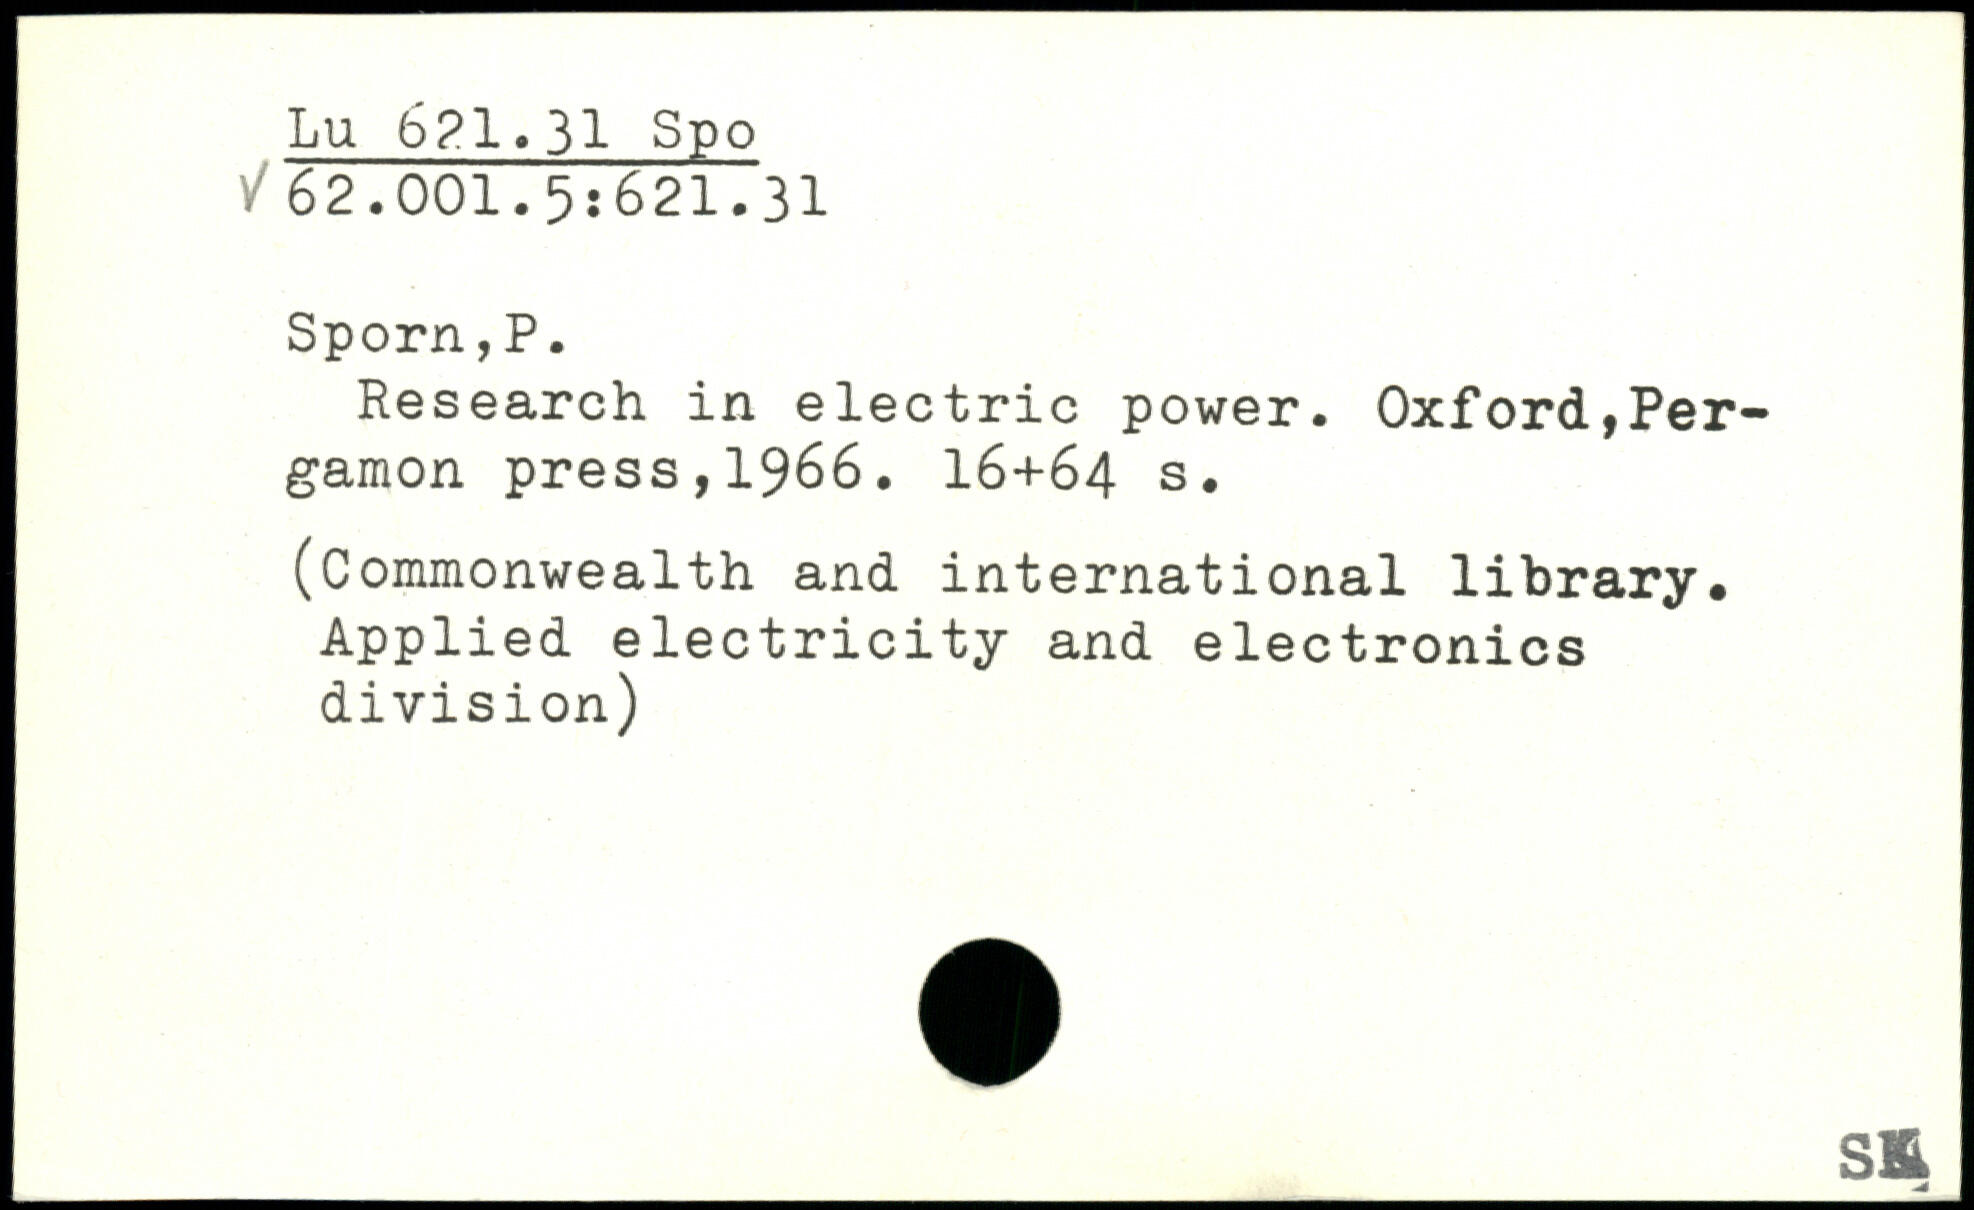 Lu 621.31 Spo
√ 62.001.5:621.31
Sporn,P.
Research in electric power. Oxford,Per-
gamon press,1966. 16+64 s.
(Commonwealth and international library.
Applied electricity and electronics
division)